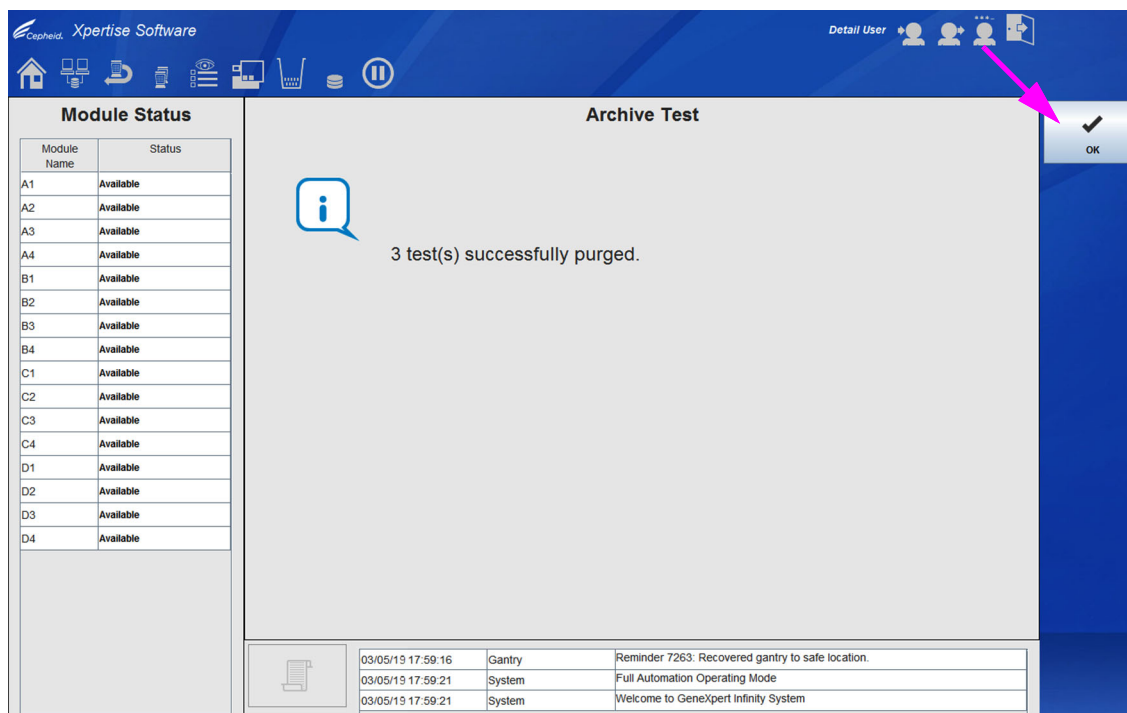 Cepheid. Xpertise Software
Detail User
Module Status
Archive Test
OK
Module Name Status
A1 Available
A2 Available
A3 Available
A4 Available
B1 Available
B2 Available
B3 Available
B4 Available
C1 Available
C2 Available
C3 Available
C4 Available
D1 Available
D2 Available
D3 Available
D4 Available
3 test(s) successfully purged.
03/05/19 17:59:16 Gantry Reminder 7263: Recovered gantry to safe location.
03/05/19 17:59:21 System Full Automation Operating Mode
03/05/19 17:59:21 System Welcome to GeneXpert Infinity System